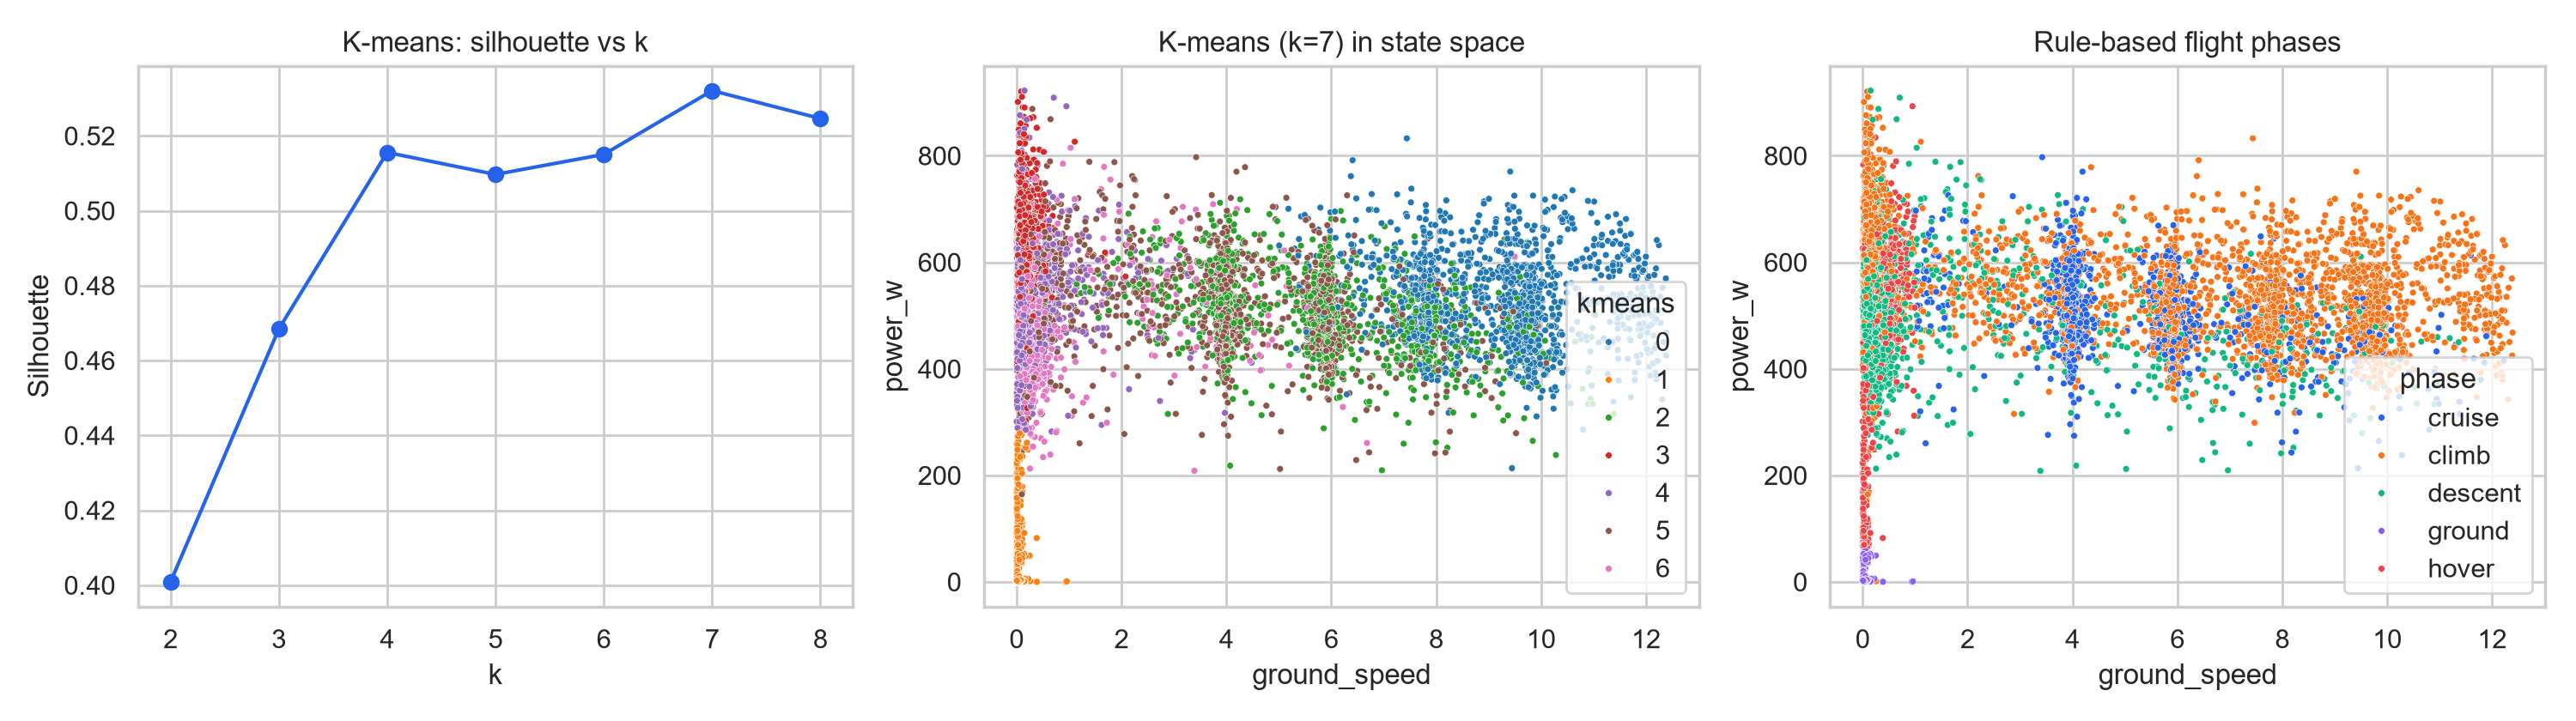 K-means: silhouette vs k
Silhouette
0.52
0.50
0.48
0.46
0.44
0.42
0.40
2 3 4 5 6 7 8
k
K-means (k=7) in state space
power_w
800
600
400
200
0
0 2 4 6 8 10 12
ground_speed
kmeans
0
1
2
3
4
5
6
Rule-based flight phases
power_w
800
600
400
200
0
0 2 4 6 8 10 12
ground_speed
phase
cruise
climb
descent
ground
hover